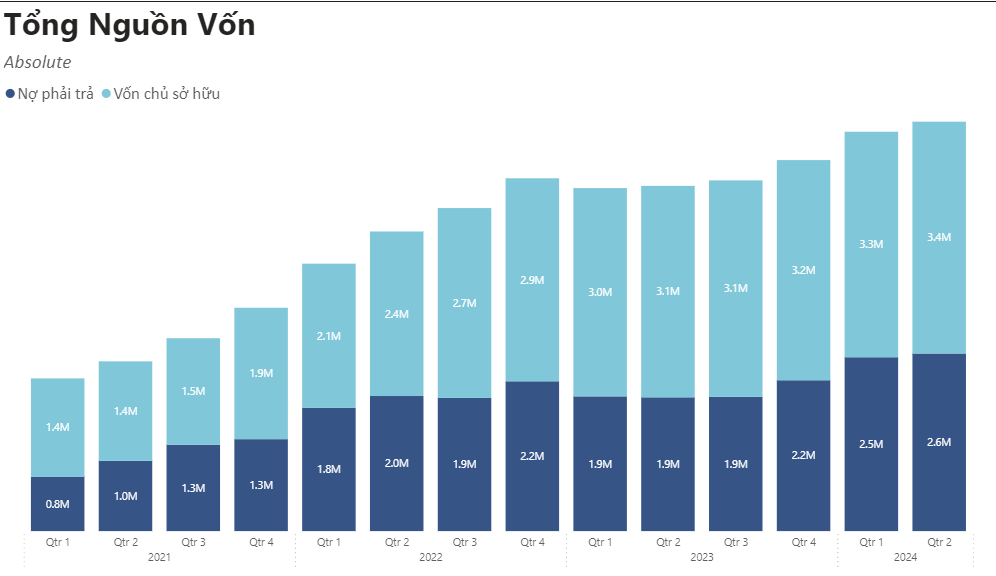 Tổng Nguồn Vốn
Absolute
Nợ phải trả Vốn chủ sở hữu
1.4M 1.4M 1.5M 1.9M 2.1M 2.4M 2.7M 2.9M 3.0M 3.1M 3.1M 3.2M 3.3M 3.4M
0.8M 1.0M 1.3M 1.3M 1.8M 2.0M 1.9M 2.2M 1.9M 1.9M 1.9M 2.2M 2.5M 2.6M
Qtr 1 Qtr 2 Qtr 3 Qtr 4 Qtr 1 Qtr 2 Qtr 3 Qtr 4 Qtr 1 Qtr 2 Qtr 3 Qtr 4 Qtr 1 Qtr 2
2021 2022 2023 2024